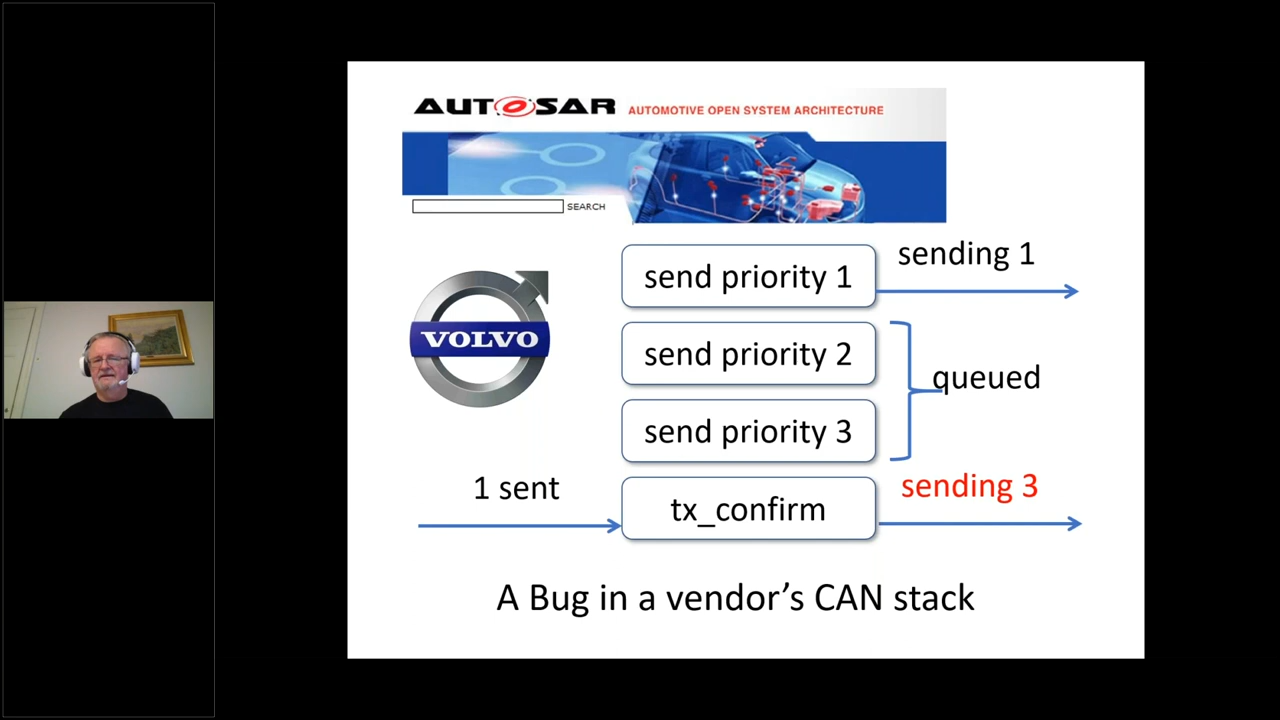 AUTOSAR AUTOMOTIVE OPEN SYSTEM ARCHITECTURE
SEARCH
send priority 1
sending 1
VOLVO
send priority 2
queued
send priority 3
1 sent
tx_confirm
sending 3
A Bug in a vendor’s CAN stack